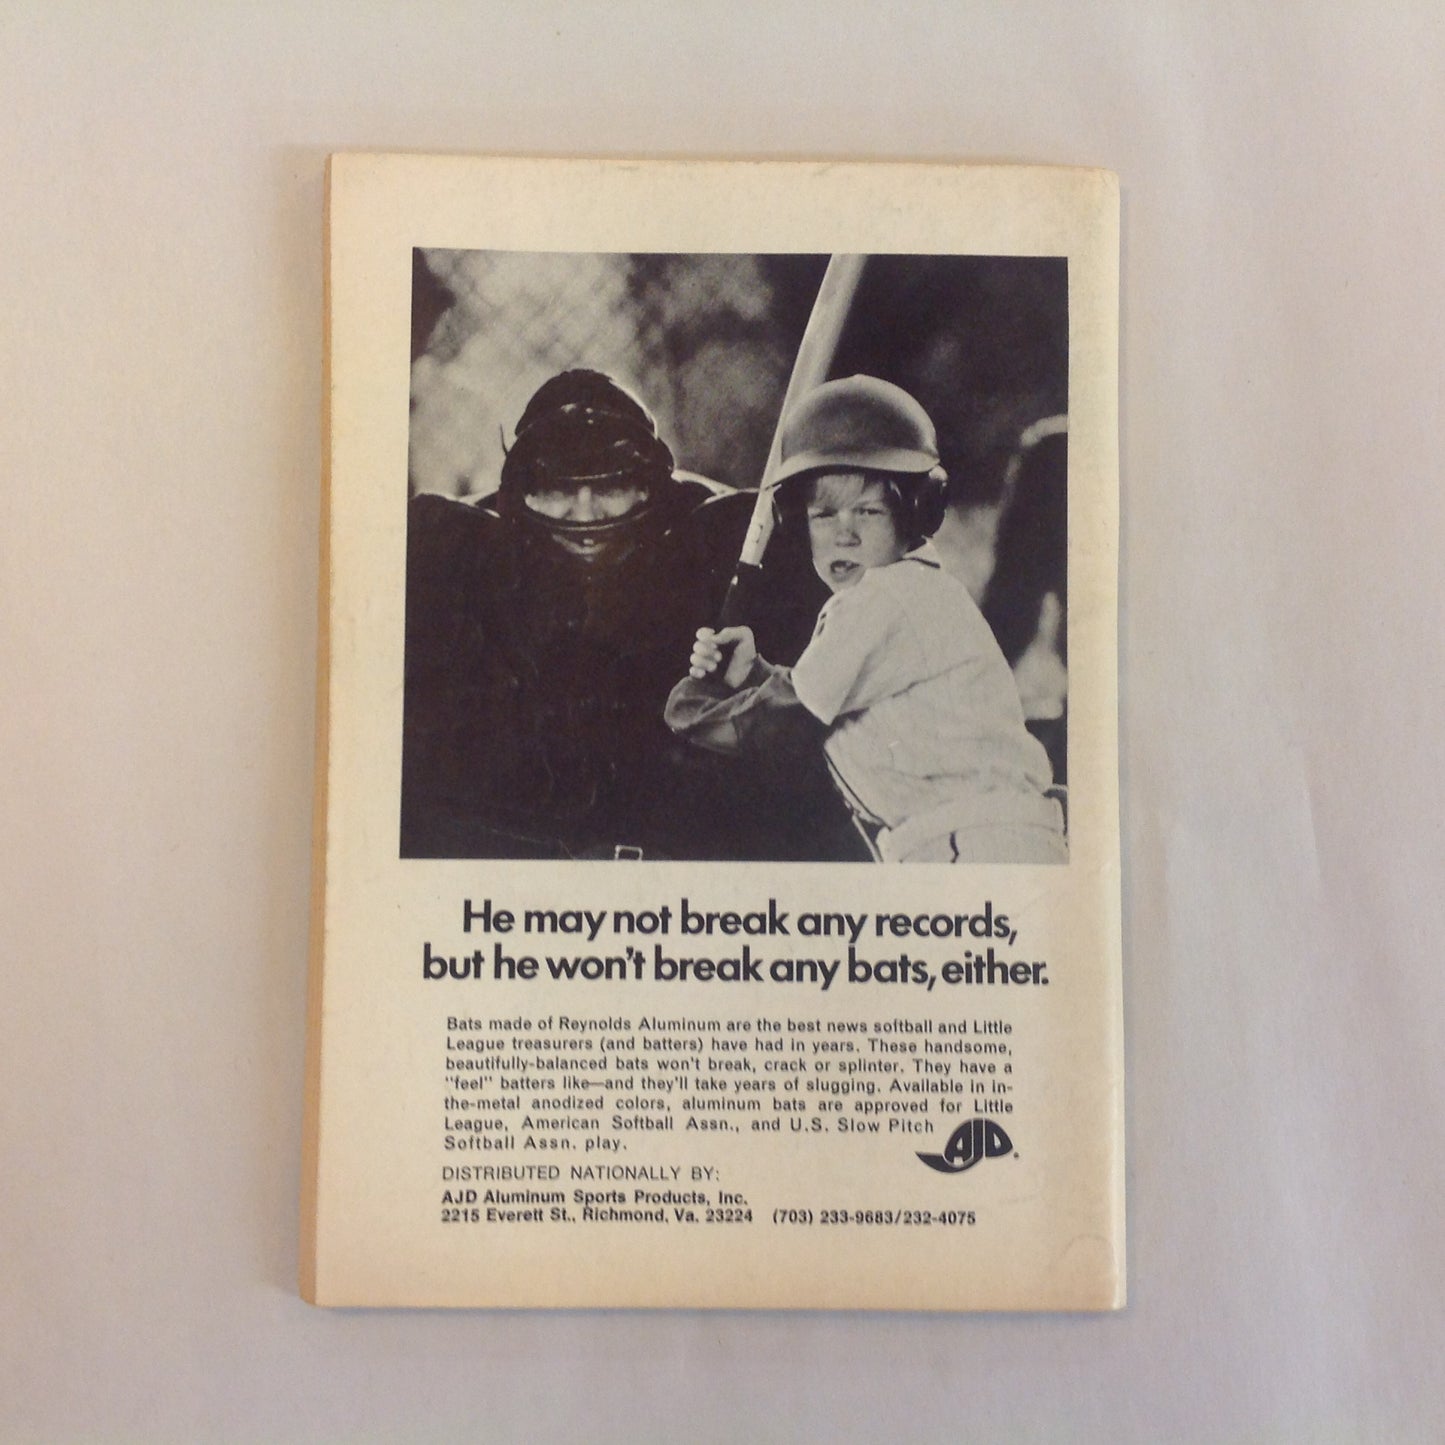 He may not break any records,
but he won't break any bats, either.
Bats made of Reynolds Aluminum are the best news softball and Little
League treasurers (and batters) have had in years. These handsome,
beautifully-balanced bats won't break, crack or splinter. They have a
"feel" batters like—and they'll take years of slugging. Available in in-
the-metal anodized colors, aluminum bats are approved for Little
League, American Softball Assn., and U.S. Slow Pitch
Softball Assn. play.
AJD®
DISTRIBUTED NATIONALLY BY:
AJD Aluminum Sports Products, Inc.
2215 Everett St., Richmond, Va. 23224 (703) 233-9683/232-4075